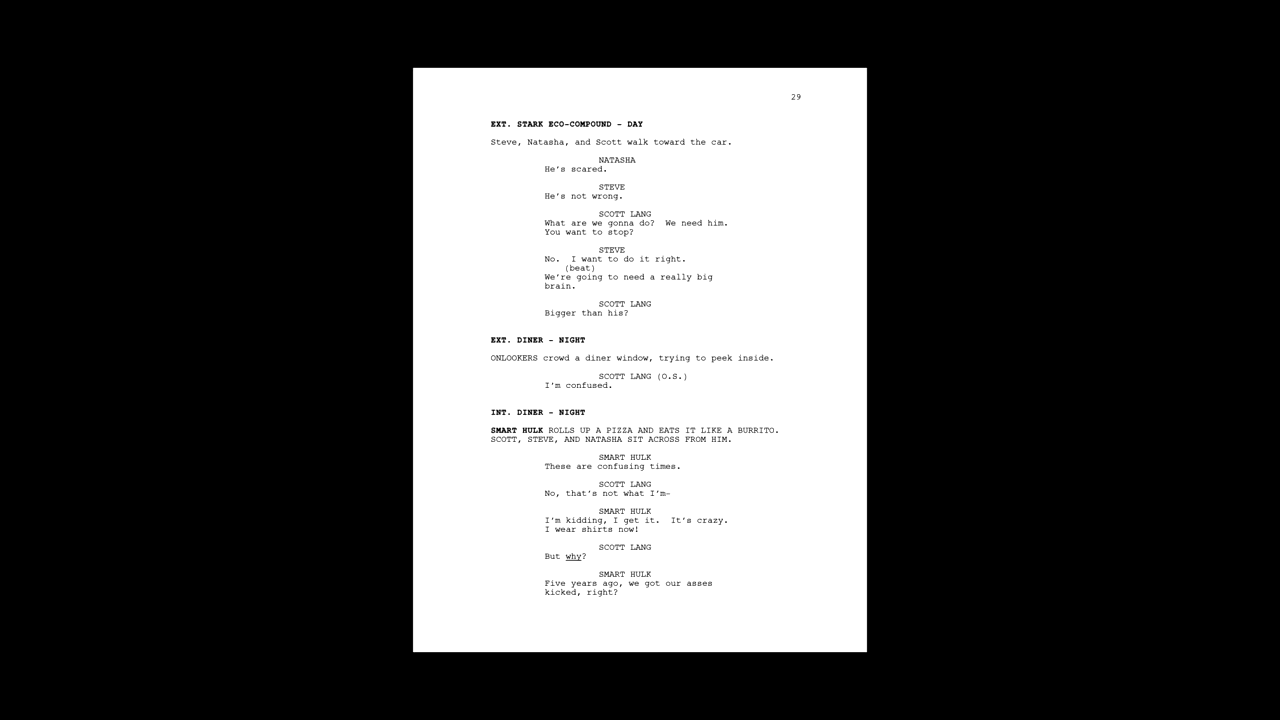 29
EXT. STARK ECO-COMPOUND - DAY
Steve, Natasha, and Scott walk toward the car.
NATASHA
He's scared.
STEVE
He's not wrong.
SCOTT LANG
What are we gonna do?  We need him.
You want to stop?
STEVE
No.  I want to do it right.
(beat)
We're going to need a really big
brain.
SCOTT LANG
Bigger than his?
EXT. DINER - NIGHT
ONLOOKERS crowd a diner window, trying to peek inside.
SCOTT LANG (O.S.)
I'm confused.
INT. DINER - NIGHT
SMART HULK ROLLS UP A PIZZA AND EATS IT LIKE A BURRITO.
SCOTT, STEVE, AND NATASHA SIT ACROSS FROM HIM.
SMART HULK
These are confusing times.
SCOTT LANG
No, that's not what I'm-
SMART HULK
I'm kidding, I get it.  It's crazy.
I wear shirts now!
SCOTT LANG
But why?
SMART HULK
Five years ago, we got our asses
kicked, right?